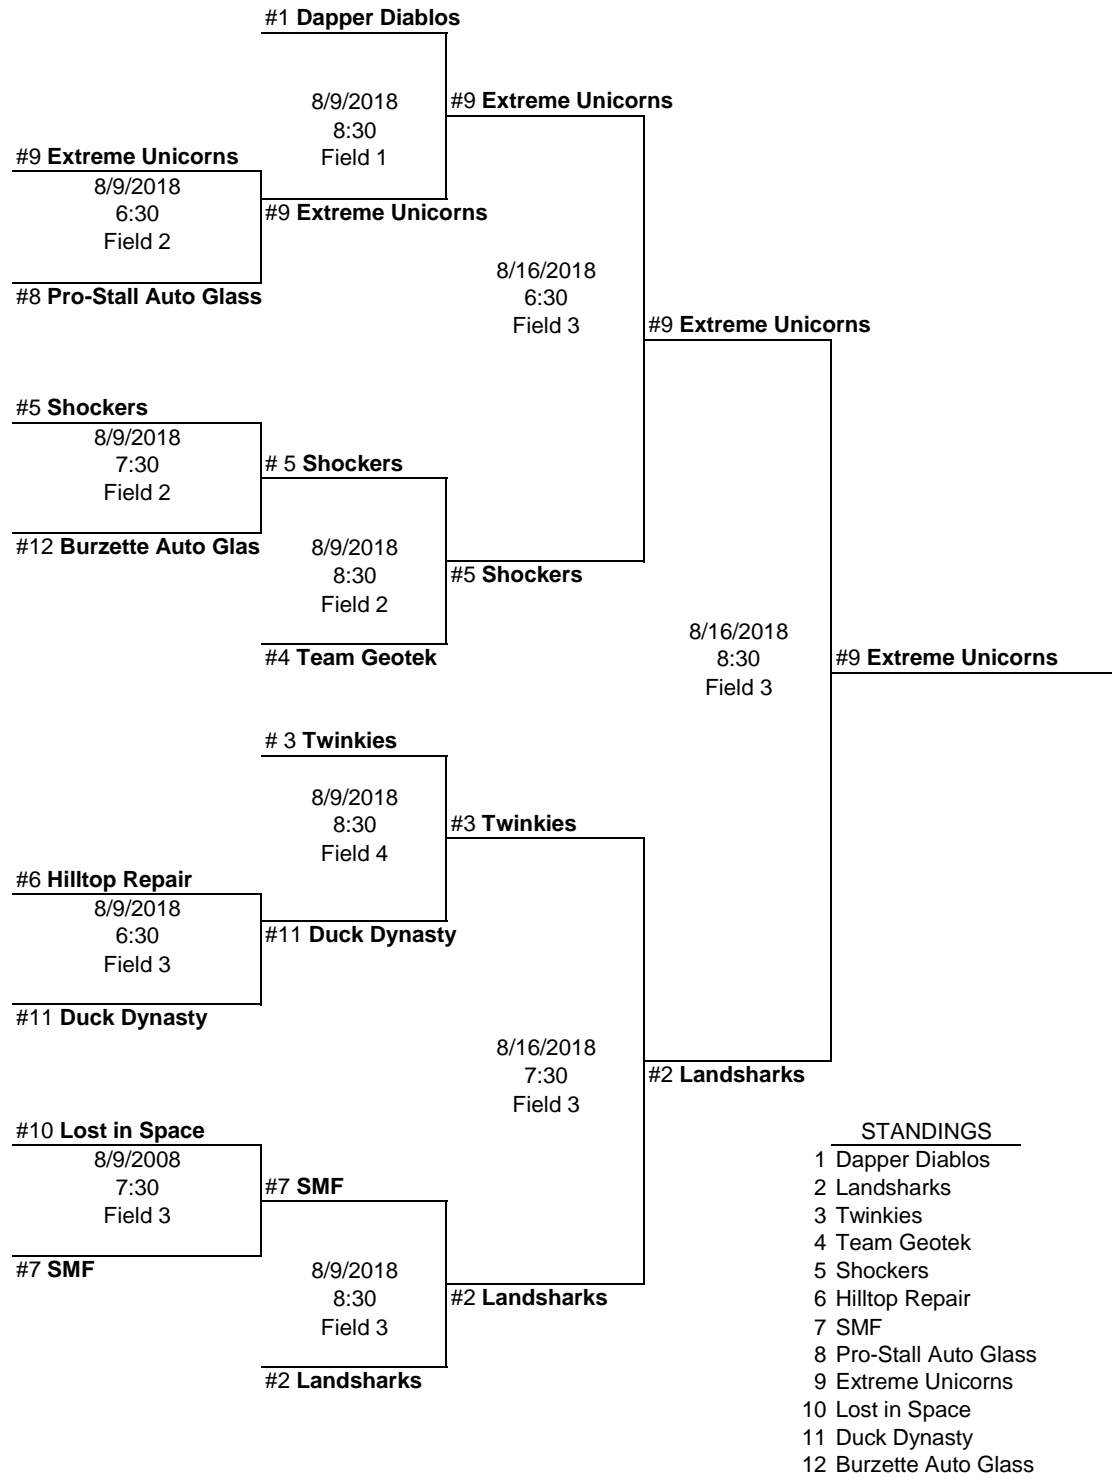 #1 Dapper Diablos
8/9/2018
8:30
Field 1
#9 Extreme Unicorns
#9 Extreme Unicorns
8/9/2018
6:30
Field 2
#9 Extreme Unicorns
#8 Pro-Stall Auto Glass
8/16/2018
6:30
Field 3
#9 Extreme Unicorns
#5 Shockers
8/9/2018
7:30
Field 2
# 5 Shockers
#12 Burzette Auto Glas
8/9/2018
8:30
Field 2
#5 Shockers
#4 Team Geotek
8/16/2018
8:30
Field 3
#9 Extreme Unicorns
# 3 Twinkies
8/9/2018
8:30
Field 4
#3 Twinkies
#6 Hilltop Repair
8/9/2018
6:30
Field 3
#11 Duck Dynasty
#11 Duck Dynasty
8/16/2018
7:30
Field 3
#2 Landsharks
#10 Lost in Space
8/9/2008
7:30
Field 3
#7 SMF
#7 SMF
8/9/2018
8:30
Field 3
#2 Landsharks
#2 Landsharks
STANDINGS
1 Dapper Diablos
2 Landsharks
3 Twinkies
4 Team Geotek
5 Shockers
6 Hilltop Repair
7 SMF
8 Pro-Stall Auto Glass
9 Extreme Unicorns
10 Lost in Space
11 Duck Dynasty
12 Burzette Auto Glass